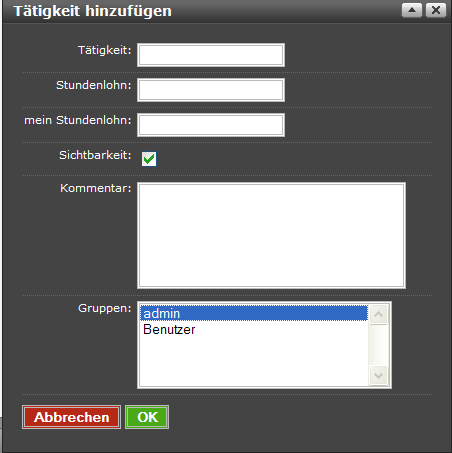 Tätigkeit hinzufügen
Tätigkeit:
Stundenlohn:
mein Stundenlohn:
Sichtbarkeit:
Kommentar:
Gruppen:
admin
Benutzer
Abbrechen OK